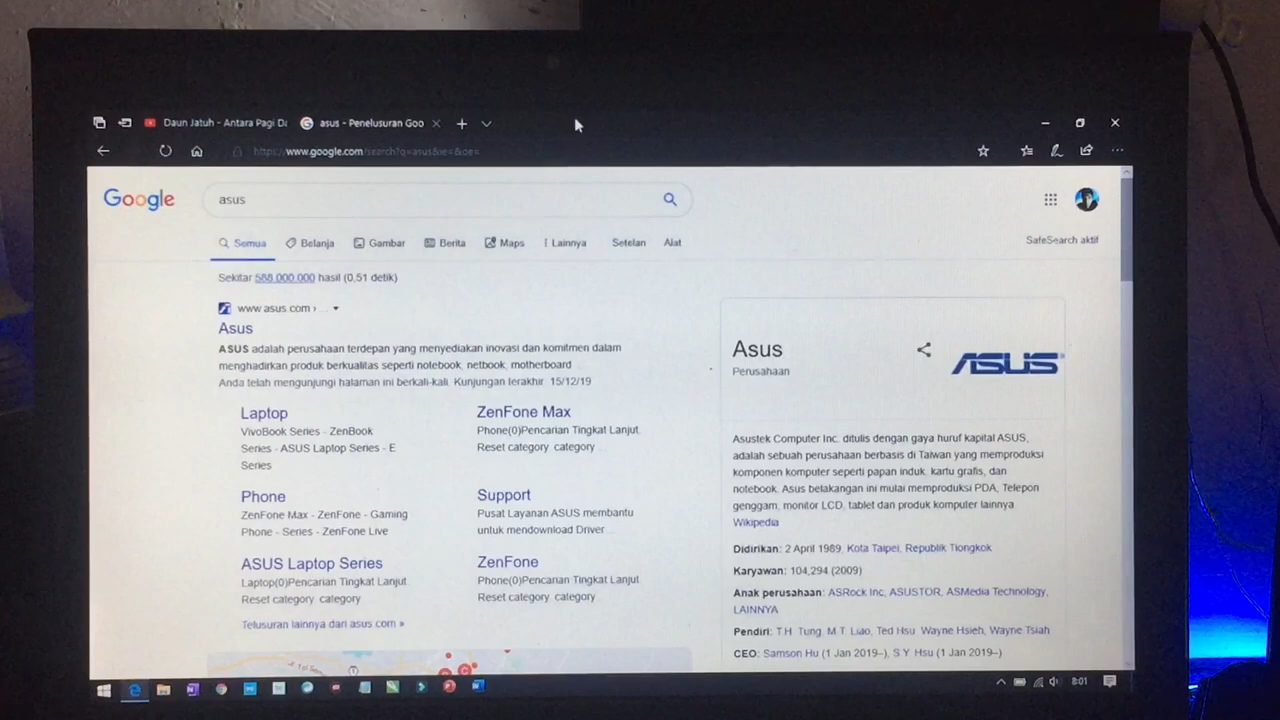 Daun Jatuh - Antara Pagi Da
asus - Penelusuran Goo
https://www.google.com/search?q=asus&ie=&oe=
Google
asus
Semua Belanja Gambar Berita Maps Lainnya Setelan Alat
SafeSearch aktif
Sekitar 588.000.000 hasil (0,51 detik)
www.asus.com › ...
Asus
ASUS adalah perusahaan terdepan yang menyediakan inovasi dan komitmen dalam
menghadirkan produk berkualitas seperti notebook, netbook, motherboard
Anda telah mengunjungi halaman ini berkali-kali. Kunjungan terakhir: 15/12/19
Laptop
VivoBook Series - ZenBook
Series - ASUS Laptop Series - E
Series
ZenFone Max
Phone(0)Pencarian Tingkat Lanjut.
Reset category. category ...
Phone
ZenFone Max - ZenFone - Gaming
Phone - Series - ZenFone Live
Support
Pusat Layanan ASUS membantu
untuk mendownload Driver ...
ASUS Laptop Series
Laptop(0)Pencarian Tingkat Lanjut.
Reset category. category ...
ZenFone
Phone(0)Pencarian Tingkat Lanjut.
Reset category. category ...
Telusuran lainnya dari asus.com »
Asus
Perusahaan
ASUS
Asustek Computer Inc. ditulis dengan gaya huruf kapital ASUS,
adalah sebuah perusahaan berbasis di Taiwan yang memproduksi
komponen komputer seperti papan induk, kartu grafis, dan
notebook. Asus belakangan ini mulai memproduksi PDA, Telepon
genggam, monitor LCD, tablet dan produk komputer lainnya.
Wikipedia
Didirikan: 2 April 1989, Kota Taipei, Republik Tiongkok
Karyawan: 104,294 (2009)
Anak perusahaan: ASRock Inc, ASUSTOR, ASMedia Technology,
LAINNYA
Pendiri: T.H. Tung, M.T. Liao, Ted Hsu, Wayne Hsieh, Wayne Tsiah
CEO: Samson Hu (1 Jan 2019–), S.Y. Hsu (1 Jan 2019–)
8:01